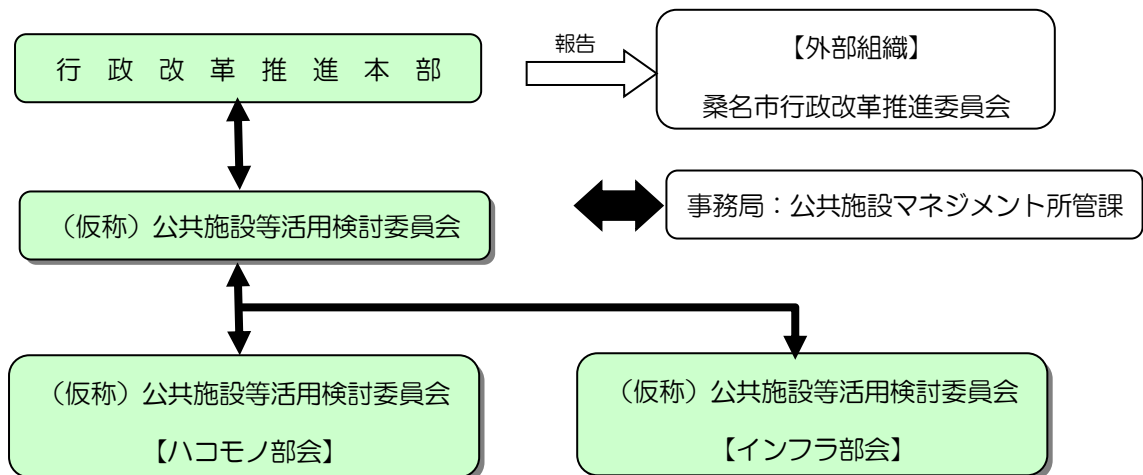 行政改革推進本部
報告
【外部組織】
桑名市行政改革推進委員会
（仮称）公共施設等活用検討委員会
事務局：公共施設マネジメント所管課
（仮称）公共施設等活用検討委員会
【ハコモノ部会】
（仮称）公共施設等活用検討委員会
【インフラ部会】